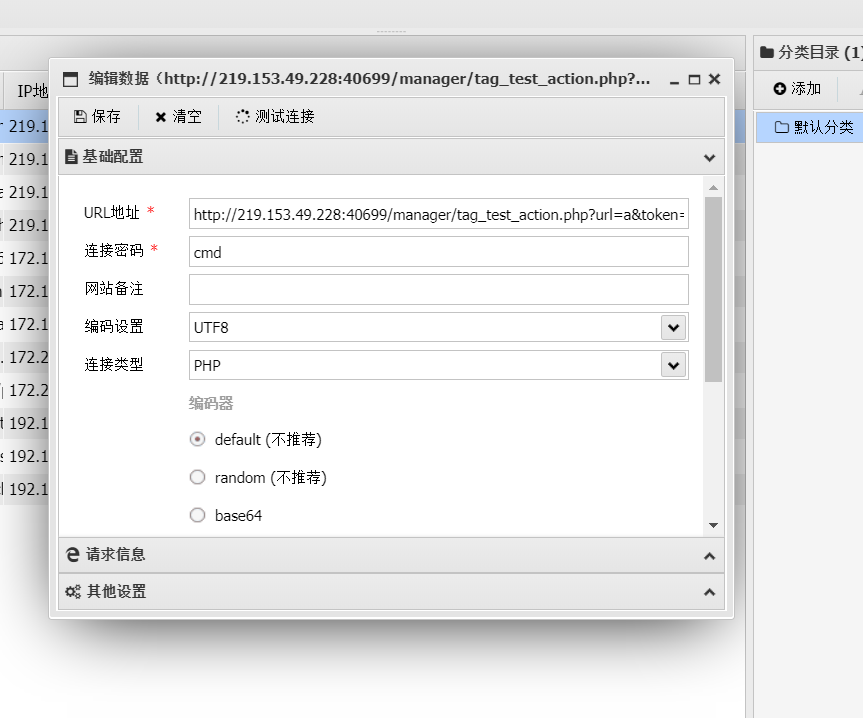 编辑数据（http://219.153.49.228:40699/manager/tag_test_action.php?...
保存 清空 测试连接
基础配置
URL地址 * http://219.153.49.228:40699/manager/tag_test_action.php?url=a&token=
连接密码 * cmd
网站备注
编码设置 UTF8
连接类型 PHP
编码器
default (不推荐)
random (不推荐)
base64
请求信息
其他设置
IP地
219.1
219.1
219.1
219.1
172.1
172.1
172.1
172.2
172.2
192.1
192.1
192.1
分类目录 (1)
添加
默认分类